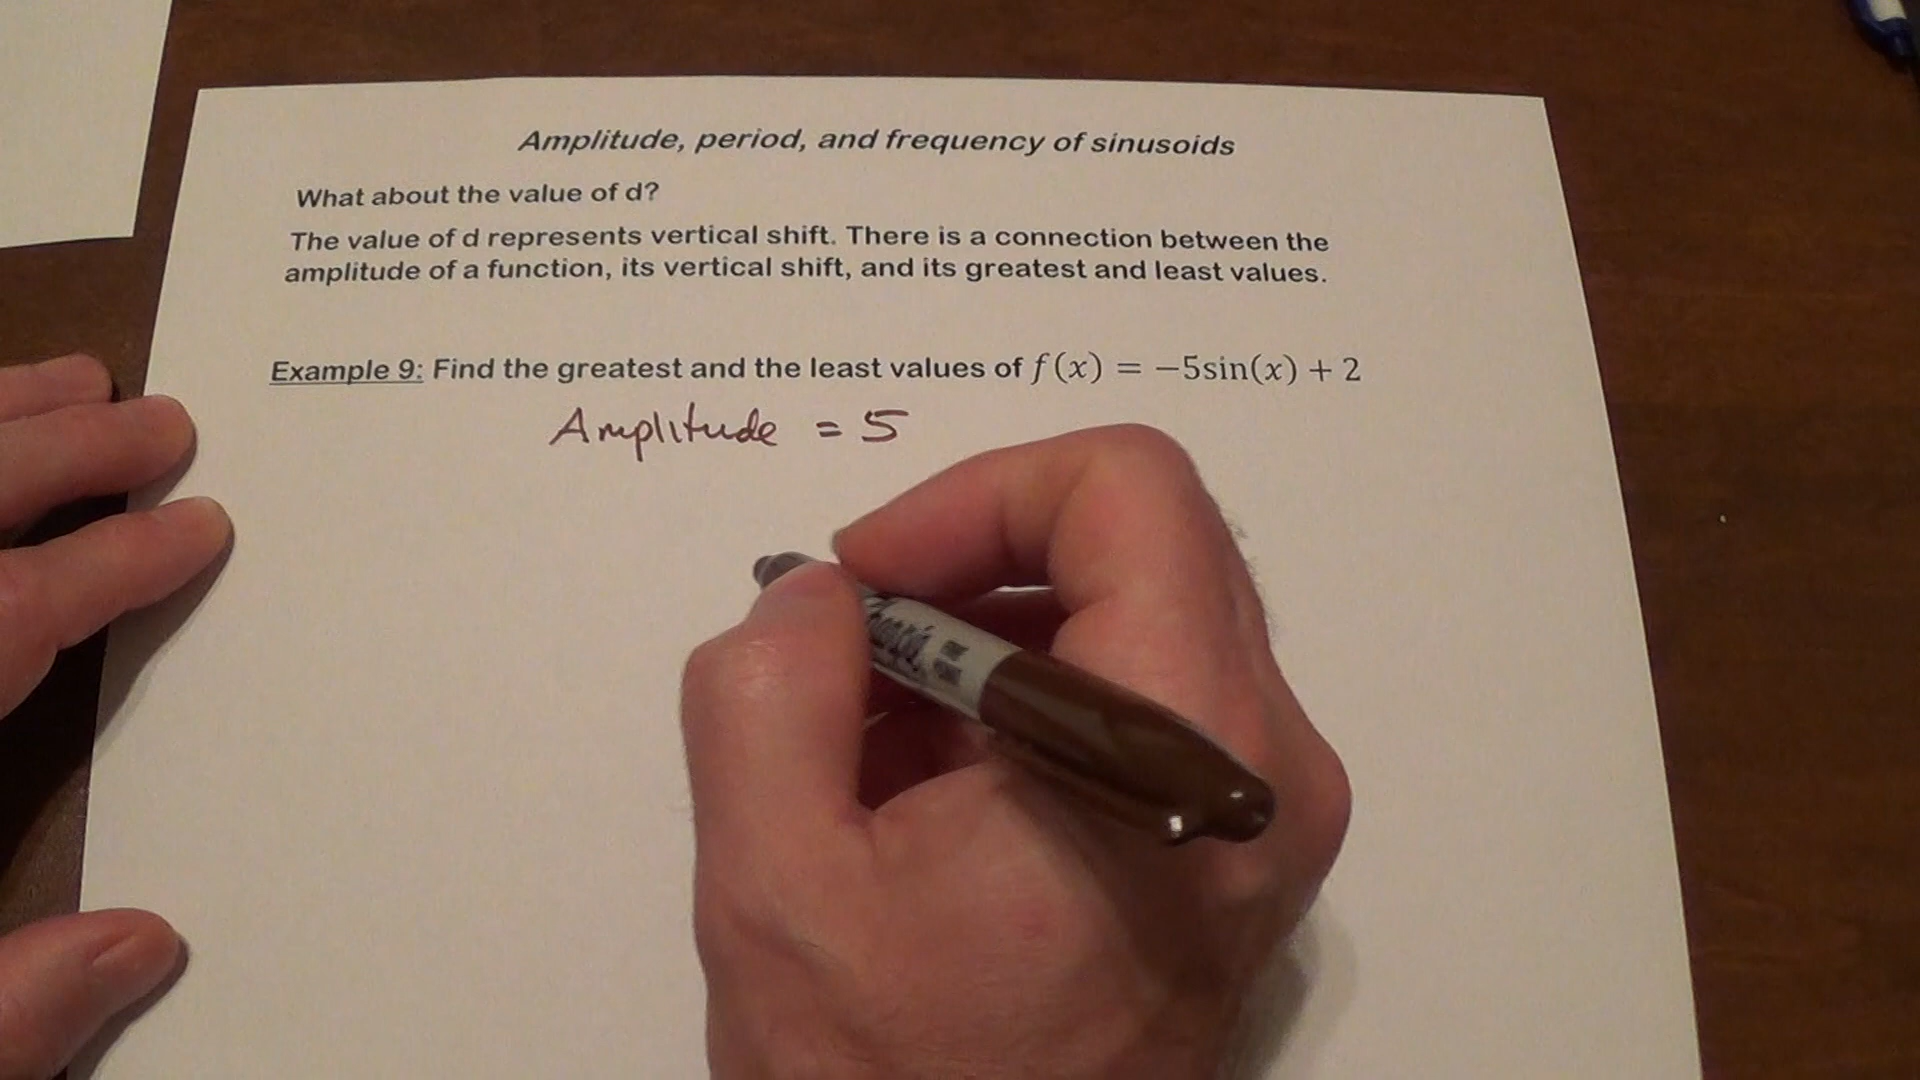 Amplitude, period, and frequency of sinusoids
What about the value of d?
The value of d represents vertical shift. There is a connection between the
amplitude of a function, its vertical shift, and its greatest and least values.
Example 9: Find the greatest and the least values of f(x) = −5sin(x) + 2
Amplitude = 5